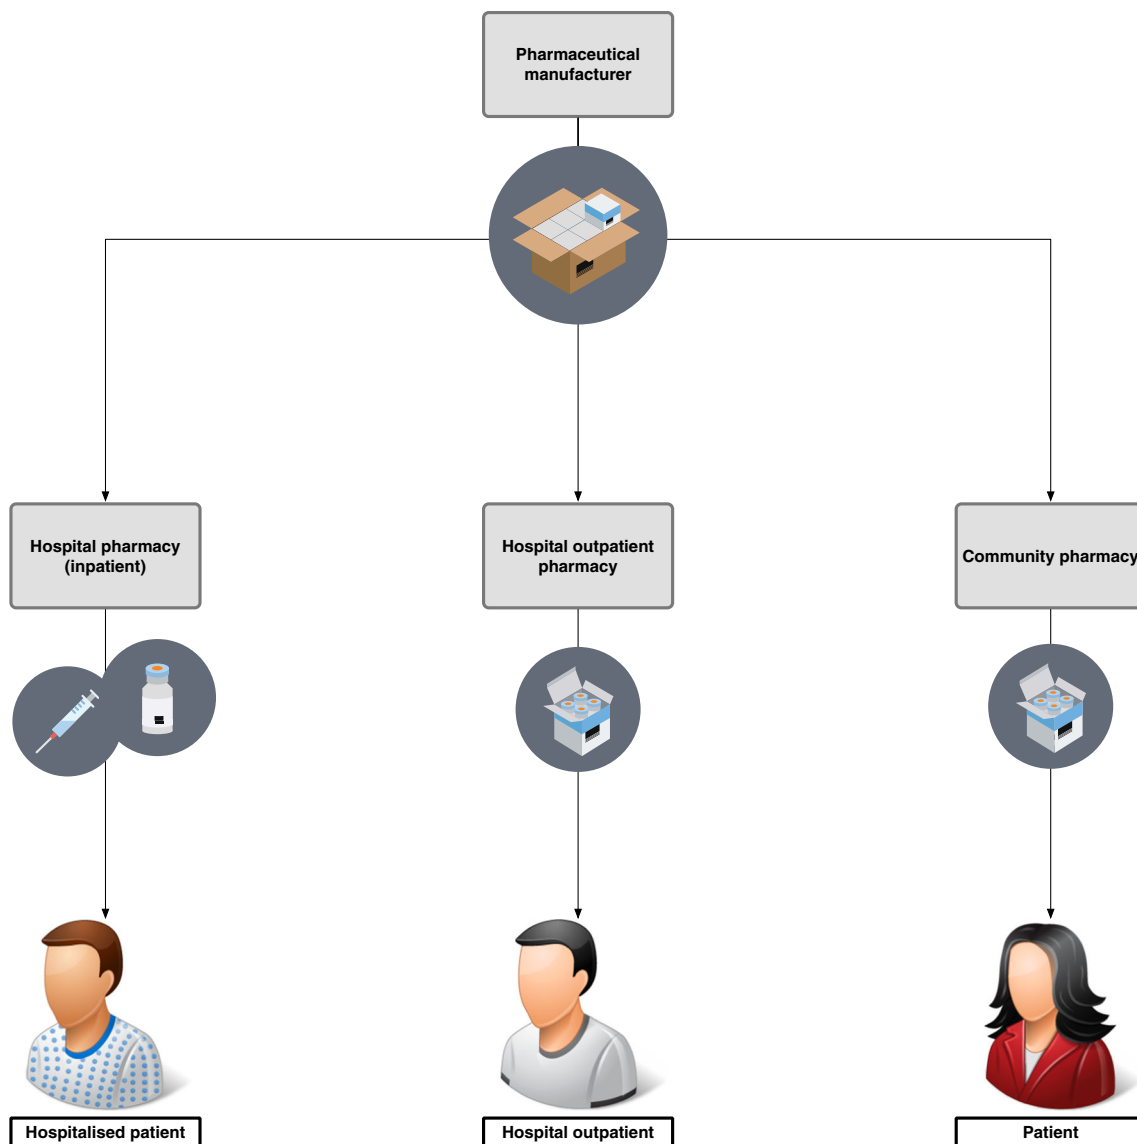 Pharmaceutical
manufacturer
Hospital pharmacy
(inpatient)
Hospital outpatient
pharmacy
Community pharmacy
Hospitalised patient
Hospital outpatient
Patient